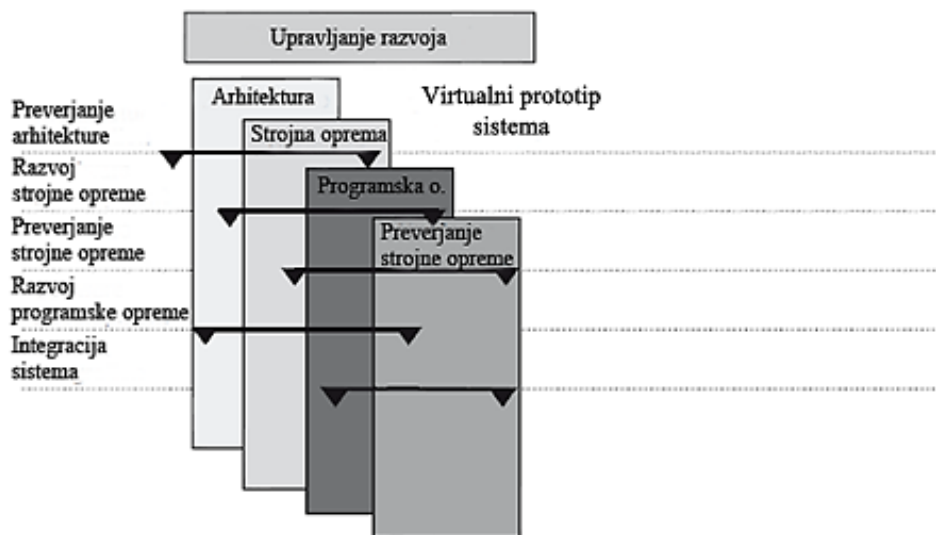 Upravljanje razvoja
Arhitektura
Virtualni prototip
sistema
Strojna oprema
Programska o.
Preverjanje
strojne opreme
Preverjanje
arhitekture
Razvoj
strojne opreme
Preverjanje
strojne opreme
Razvoj
programske opreme
Integracija
sistema